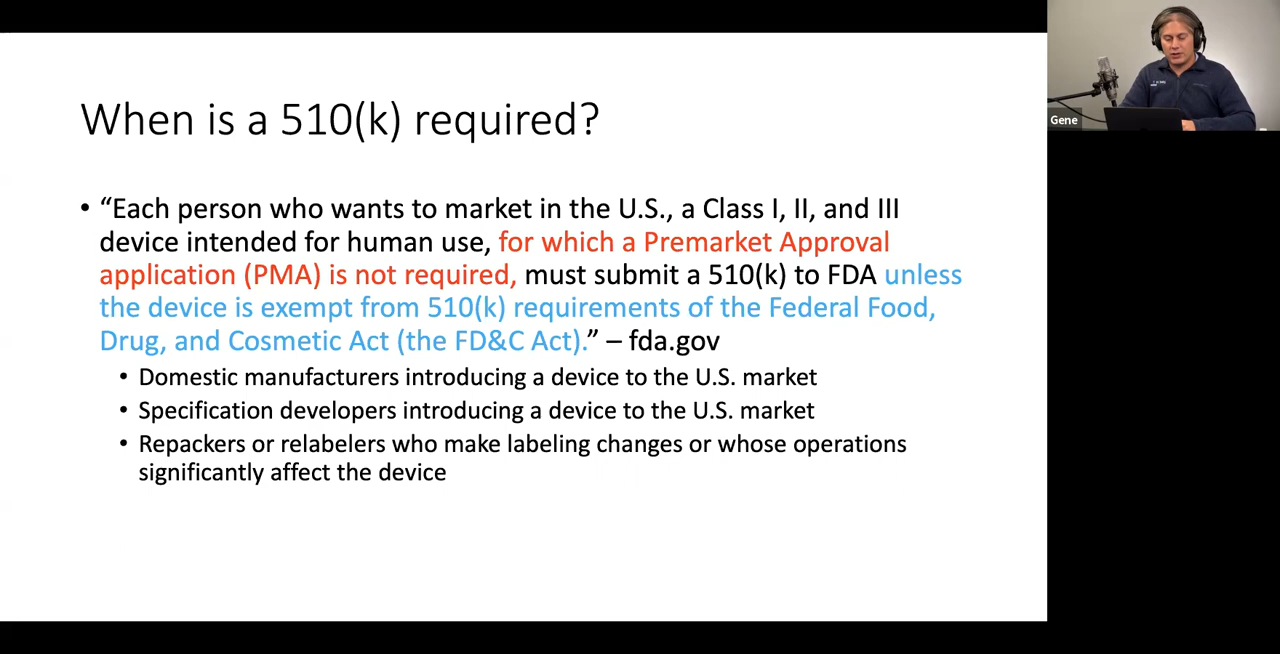 When is a 510(k) required?
• “Each person who wants to market in the U.S., a Class I, II, and III
device intended for human use, for which a Premarket Approval
application (PMA) is not required, must submit a 510(k) to FDA unless
the device is exempt from 510(k) requirements of the Federal Food,
Drug, and Cosmetic Act (the FD&C Act).” – fda.gov
• Domestic manufacturers introducing a device to the U.S. market
• Specification developers introducing a device to the U.S. market
• Repackers or relabelers who make labeling changes or whose operations
significantly affect the device
Gene